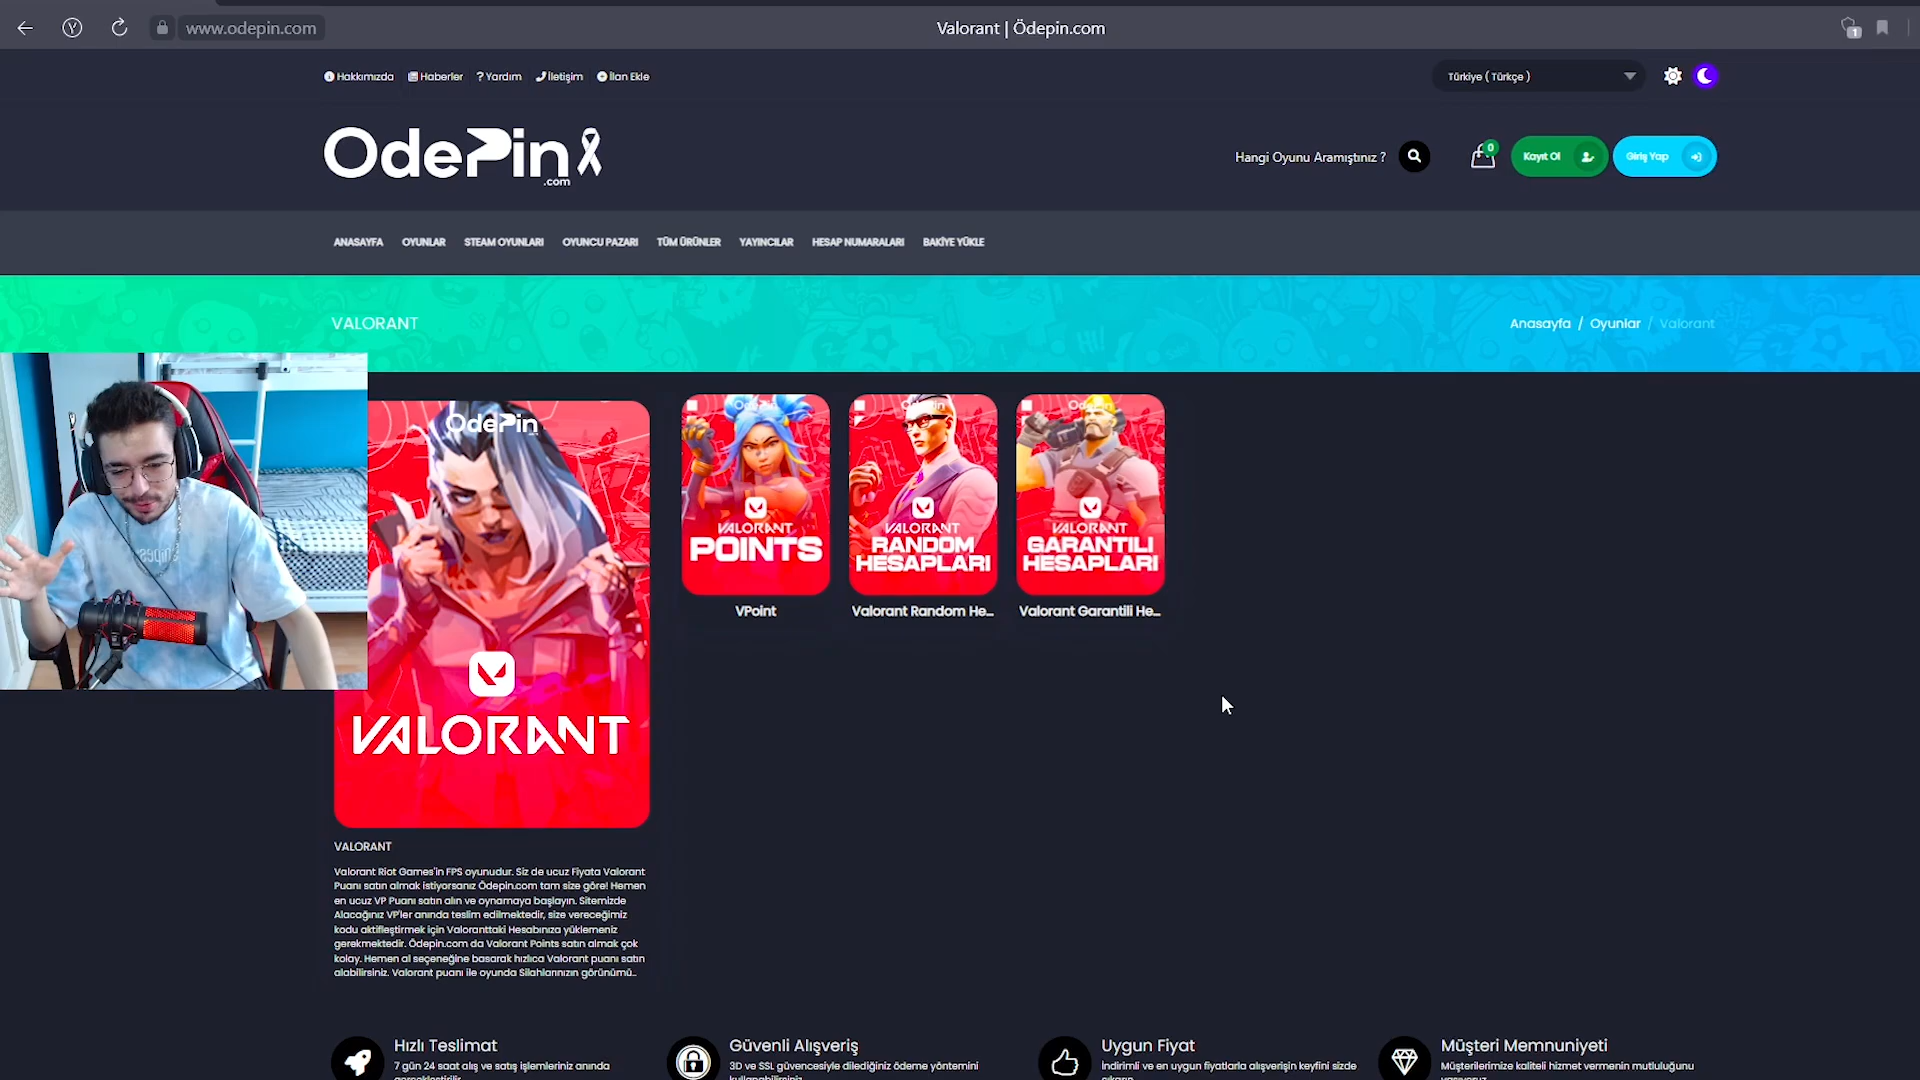 www.odepin.com
Valorant | Ödepin.com
1
Hakkımızda
Haberler
? Yardım
İletişim
İlan Ekle
Türkiye ( Türkçe )
OdePin
.com
Hangi Oyunu Aramıştınız ?
0
Kayıt Ol
Giriş Yap
ANASAYFA
OYUNLAR
STEAM OYUNLARI
OYUNCU PAZARI
TÜM ÜRÜNLER
YAYINCILAR
HESAP NUMARALARI
BAKİYE YÜKLE
VALORANT
Anasayfa / Oyunlar / Valorant
OdePin
VALORANT
VALORANT
POINTS
VPoint
VALORANT
RANDOM
HESAPLARI
Valorant Random He...
OdePin
VALORANT
GARANTILI
HESAPLARI
Valorant Garantili He...
VALORANT
Valorant Riot Games'in FPS oyunudur. Siz de ucuz Fiyata Valorant
Puanı satın almak istiyorsanız Ödepin.com tam size göre! Hemen
en ucuz VP Puanı satın alın ve oynamaya başlayın. Sitemizde
Alacağınız VP'ler anında teslim edilmektedir, size vereceğimiz
kodu aktifleştirmek için Valoranttaki Hesabınıza yüklemeniz
gerekmektedir. Ödepin.com da Valorant Points satın almak çok
kolay. Hemen al seçeneğine basarak hızlıca Valorant puanı satın
alabilirsiniz. Valorant puanı ile oyunda Silahlarınızın görünümü...
Hızlı Teslimat
7 gün 24 saat alış ve satış işlemleriniz anında
Güvenli Alışveriş
3D ve SSL güvencesiyle dilediğiniz ödeme yöntemini
Uygun Fiyat
İndirimli ve en uygun fiyatlarla alışverişin keyfini sizde
Müşteri Memnuniyeti
Müşterilerimize kaliteli hizmet vermenin mutluluğunu